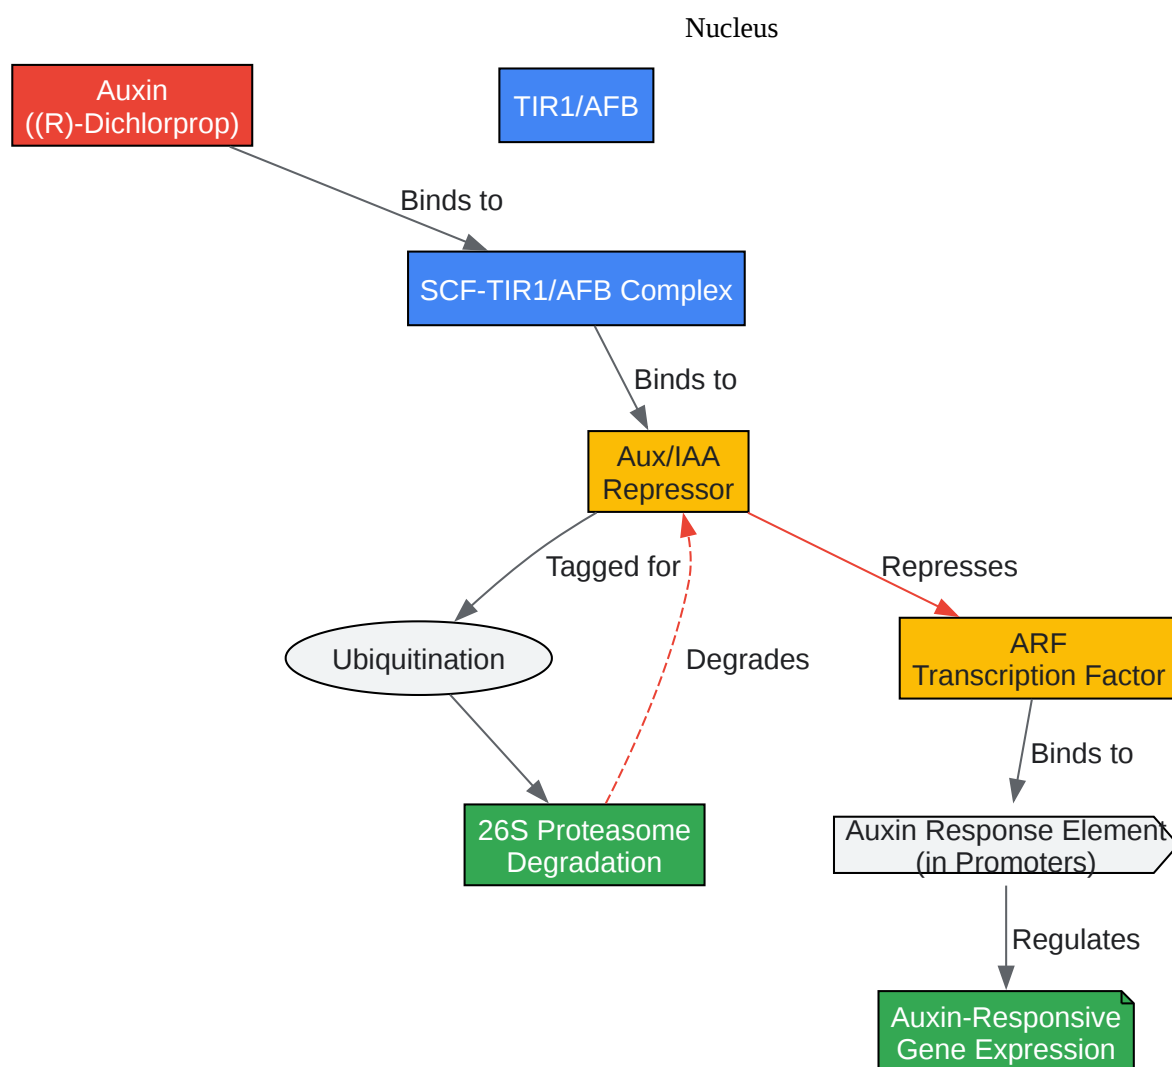 Nucleus
Auxin
((R)-Dichlorprop)
TIR1/AFB
Binds to
SCF-TIR1/AFB Complex
Binds to
Aux/IAA
Repressor
Tagged for
Represses
Ubiquitination
Degrades
ARF
Transcription Factor
Binds to
26S Proteasome
Degradation
Auxin Response Element
(in Promoters)
Regulates
Auxin-Responsive
Gene Expression